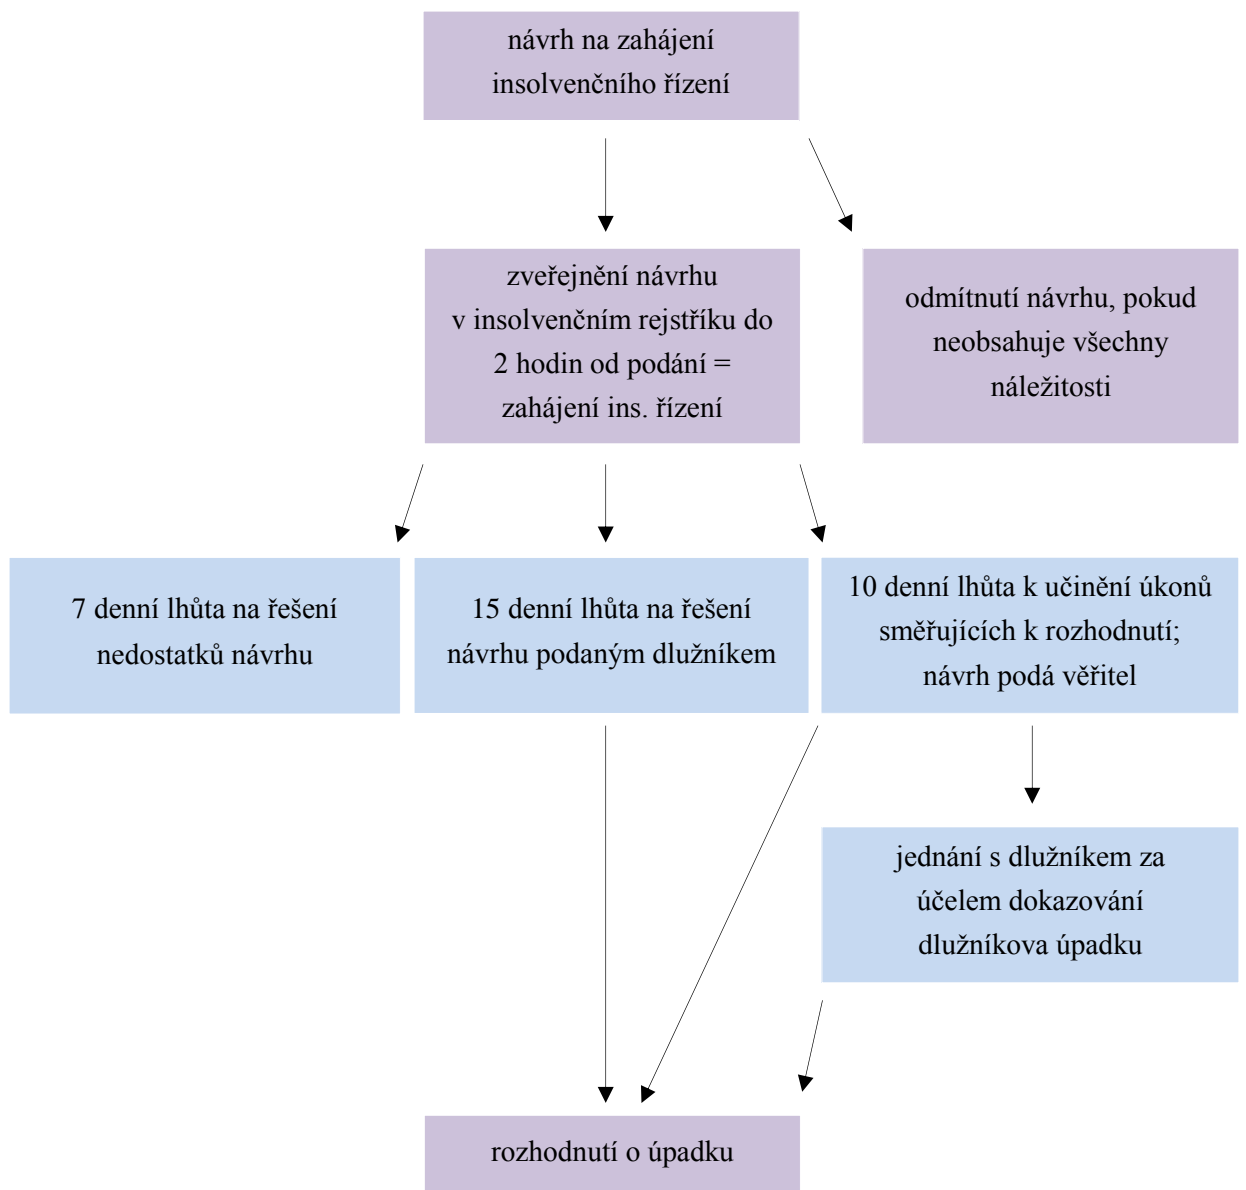 návrh na zahájení
insolvenčního řízení
zveřejnění návrhu
v insolvenčním rejstříku do
2 hodin od podání =
zahájení ins. řízení
odmítnutí návrhu, pokud
neobsahuje všechny
náležitosti
7 denní lhůta na řešení
nedostatků návrhu
15 denní lhůta na řešení
návrhu podaným dlužníkem
10 denní lhůta k učinění úkonů
směřujících k rozhodnutí;
návrh podá věřitel
jednání s dlužníkem za
účelem dokazování
dlužníkova úpadku
rozhodnutí o úpadku